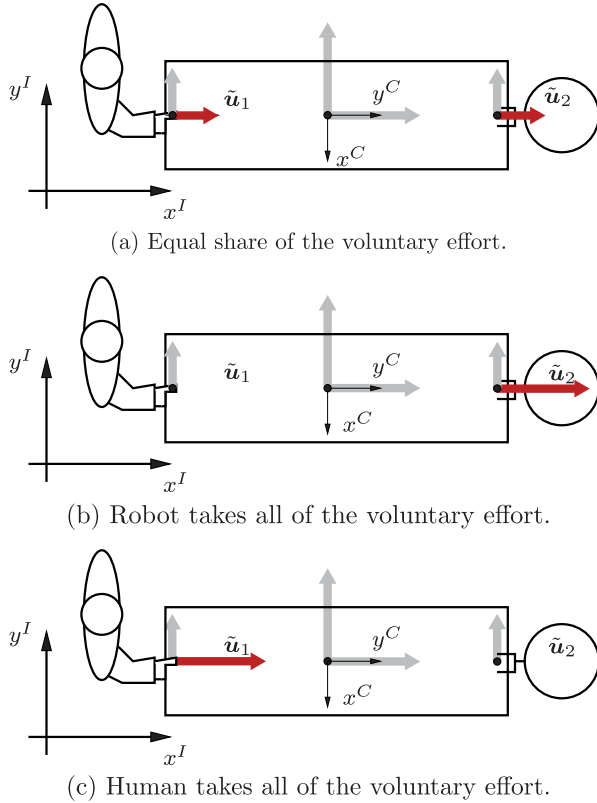 y^I
ũ_1
y^C
ũ_2
x^C
x^I
(a) Equal share of the voluntary effort.
y^I
ũ_1
y^C
ũ_2
x^C
x^I
(b) Robot takes all of the voluntary effort.
y^I
ũ_1
y^C
ũ_2
x^C
x^I
(c) Human takes all of the voluntary effort.